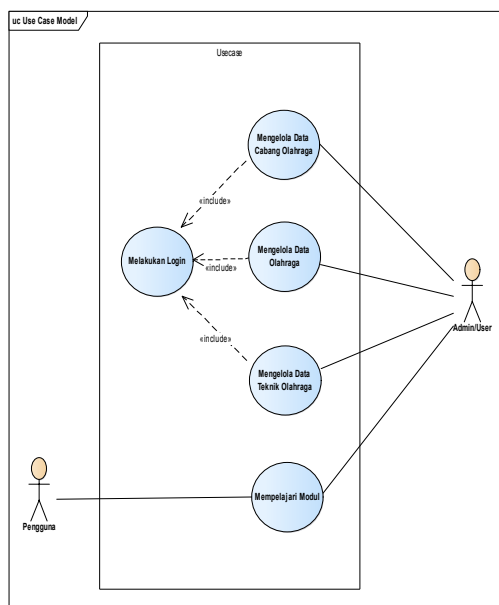 uc Use Case Model
Usecase
Mengelola Data
Cabang Olahraga
«include»
Melakukan Login
Mengelola Data
Olahraga
«include»
Admin/User
«include»
Mengelola Data
Teknik Olahraga
Mempelajari Modul
Pengguna